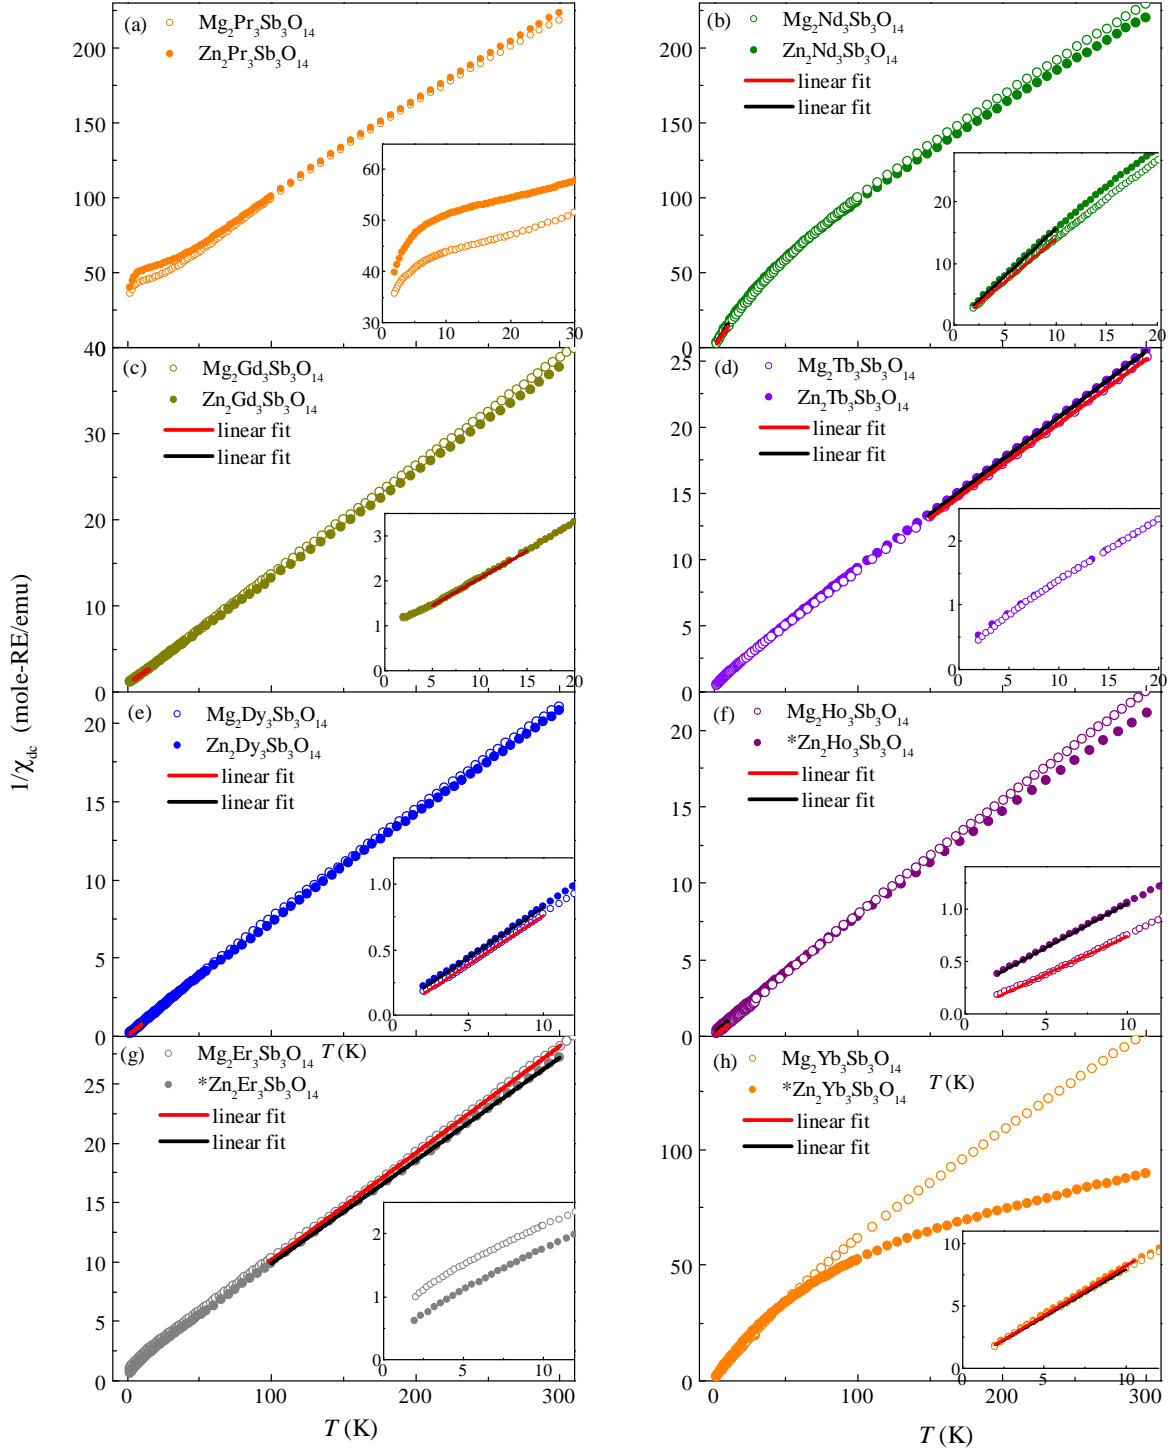 1/χdc (mole-RE/emu)
(a)
Mg2Pr3Sb3O14
Zn2Pr3Sb3O14
200
150
100
50
0
60
50
40
30
0 10 20 30
(b)
Mg2Nd3Sb3O14
Zn2Nd3Sb3O14
linear fit
linear fit
200
150
100
50
0
20
10
0
0 5 10 15 20
(c)
Mg2Gd3Sb3O14
Zn2Gd3Sb3O14
linear fit
linear fit
40
30
20
10
0
3
2
1
0
0 5 10 15 20
(d)
Mg2Tb3Sb3O14
Zn2Tb3Sb3O14
linear fit
linear fit
25
20
15
10
5
0
2
1
0
0 5 10 15 20
(e)
Mg2Dy3Sb3O14
Zn2Dy3Sb3O14
linear fit
linear fit
20
15
10
5
0
1.0
0.5
0.0
0 5 10
T (K)
(f)
Mg2Ho3Sb3O14
*Zn2Ho3Sb3O14
linear fit
linear fit
20
15
10
5
0
1.0
0.5
0.0
0 5 10
T (K)
(g)
Mg2Er3Sb3O14
*Zn2Er3Sb3O14
linear fit
linear fit
25
20
15
10
5
0
2
1
0
0 5 10
0 100 200 300
T (K)
(h)
Mg2Yb3Sb3O14
*Zn2Yb3Sb3O14
linear fit
linear fit
100
50
0
10
5
0
0 5 10
0 100 200 300
T (K)